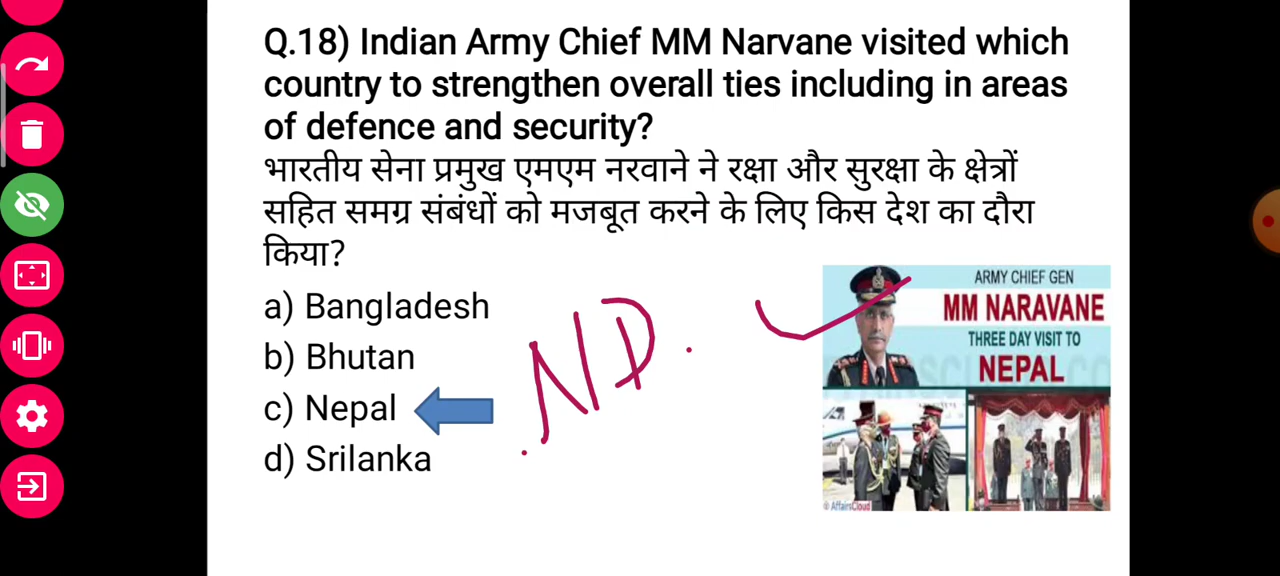 Q.18) Indian Army Chief MM Narvane visited which
country to strengthen overall ties including in areas
of defence and security?
भारतीय सेना प्रमुख एमएम नरवाने ने रक्षा और सुरक्षा के क्षेत्रों
सहित समग्र संबंधों को मजबूत करने के लिए किस देश का दौरा
किया?
a) Bangladesh
b) Bhutan
c) Nepal
d) Srilanka
ARMY CHIEF GEN
MM NARAVANE
THREE DAY VISIT TO
NEPAL
AffairsCloud